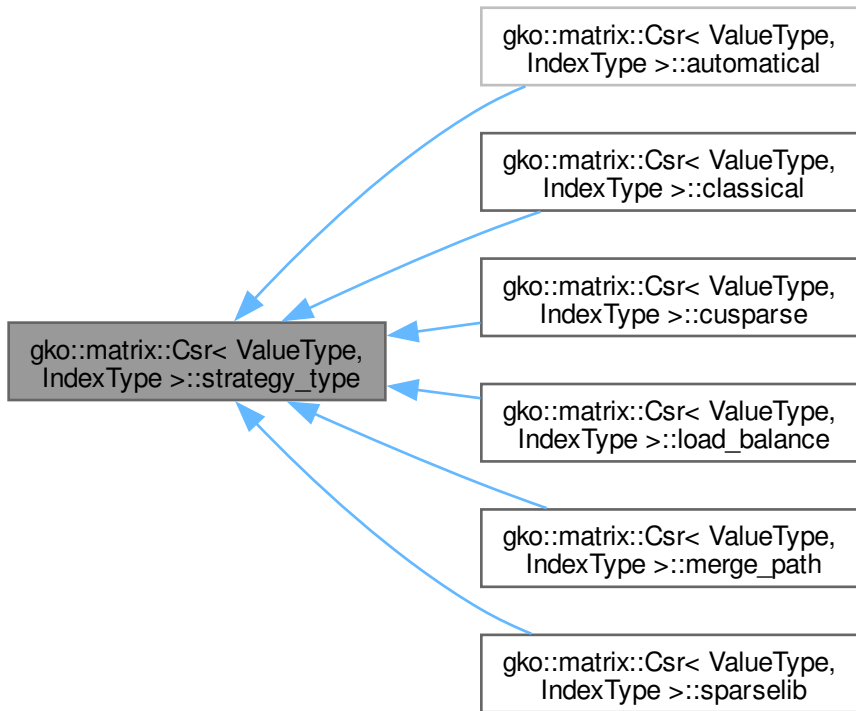 gko::matrix::Csr< ValueType,
IndexType >::automatical
gko::matrix::Csr< ValueType,
IndexType >::classical
gko::matrix::Csr< ValueType,
IndexType >::cusparse
gko::matrix::Csr< ValueType,
IndexType >::strategy_type
gko::matrix::Csr< ValueType,
IndexType >::load_balance
gko::matrix::Csr< ValueType,
IndexType >::merge_path
gko::matrix::Csr< ValueType,
IndexType >::sparselib